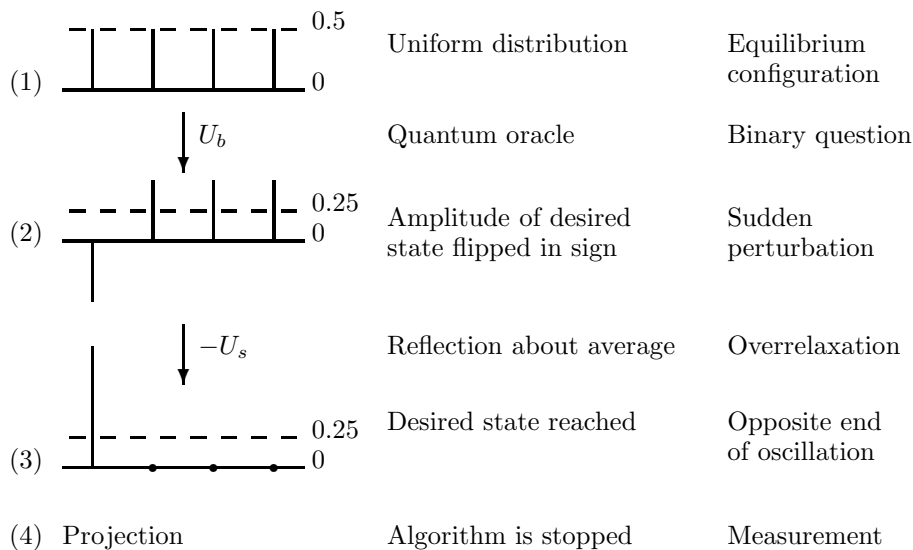 0.5
Uniform distribution Equilibrium
(1) 0 configuration
U_b Quantum oracle Binary question
0.25
(2) 0 Amplitude of desired Sudden
state flipped in sign perturbation
−U_s Reflection about average Overrelaxation
0.25 Desired state reached Opposite end
(3) 0 of oscillation
(4) Projection Algorithm is stopped Measurement